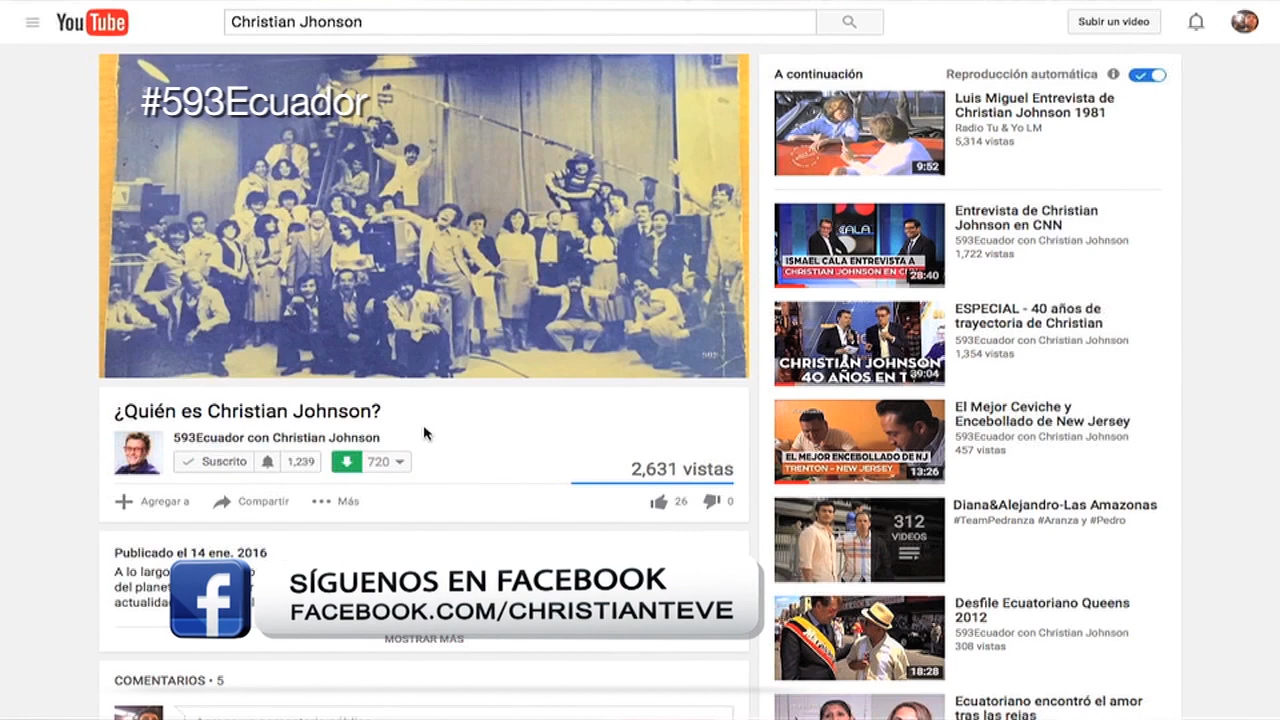 YouTube
Christian Jhonson
Subir un video
#593Ecuador
¿Quién es Christian Johnson?
593Ecuador con Christian Johnson
Suscrito
1,239
720
2,631 vistas
Agregar a
Compartir
Más
26
0
Publicado el 14 ene. 2016
A lo largo
del planet
actualida
MOSTRAR MÁS
COMENTARIOS • 5
SÍGUENOS EN FACEBOOK
FACEBOOK.COM/CHRISTIANTEVE
A continuación
Reproducción automática
Luis Miguel Entrevista de
Christian Johnson 1981
Radio Tu & Yo LM
5,314 vistas
9:52
Entrevista de Christian
Johnson en CNN
593Ecuador con Christian Johnson
1,722 vistas
CALA
ISMAEL CALA ENTREVISTA A
CHRISTIAN JOHNSON EN
28:40
ESPECIAL - 40 años de
trayectoria de Christian
593Ecuador con Christian Johnson
1,354 vistas
CHRISTIAN JOHNSON
40 AÑOS EN T
39:04
El Mejor Ceviche y
Encebollado de New Jersey
593Ecuador con Christian Johnson
457 vistas
EL MEJOR ENCEBOLLADO DE NJ
TRENTON - NEW JERSEY
13:26
Diana&Alejandro-Las Amazonas
#TeamPedranza #Aranza y #Pedro
312
VIDEOS
Desfile Ecuatoriano Queens
2012
593Ecuador con Christian Johnson
308 vistas
18:28
Ecuatoriano encontró el amor
tras las rejas